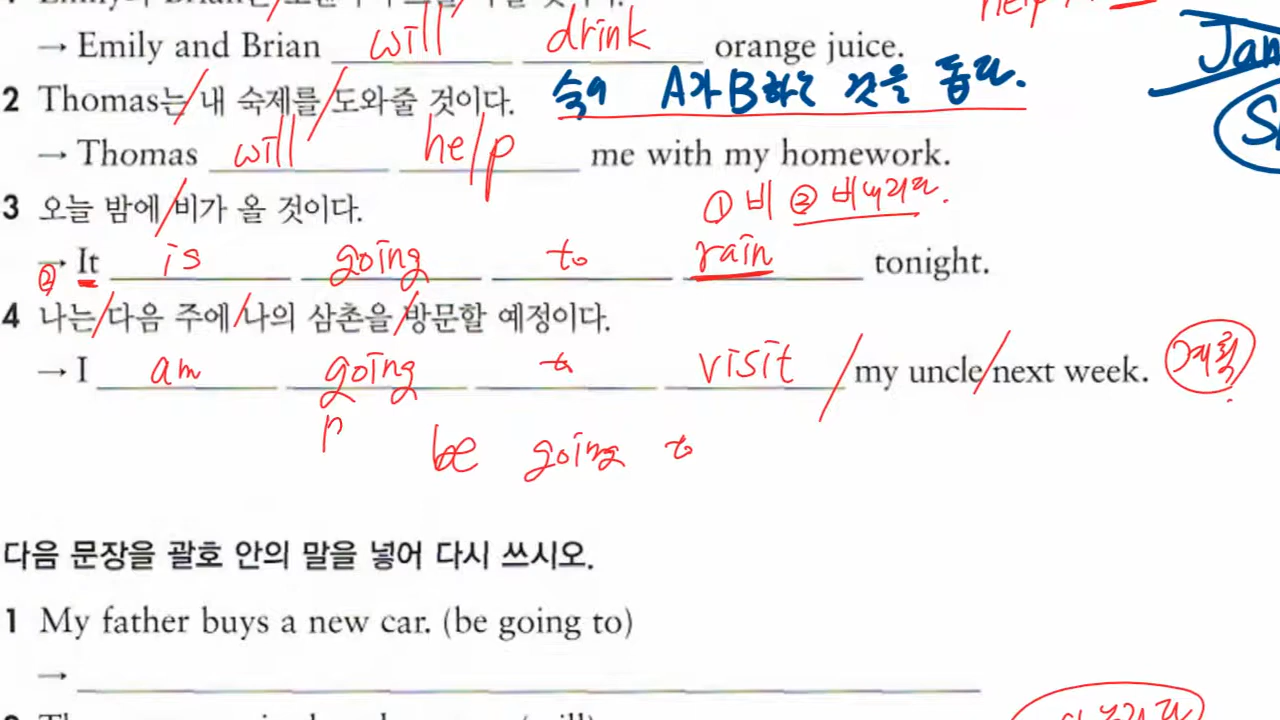 help
→ Emily and Brian will drink orange juice.
Jan
2 Thomas는/내 숙제를/도와줄 것이다. 숙어 A가 B하는 것을 돕다.
→ Thomas will help me with my homework.
3 오늘 밤에/비가 올 것이다. ① 비 ② 비내리다.
② → It is going to rain tonight.
4 나는/다음 주에/나의 삼촌을/방문할 예정이다.
→ I am going to visit/my uncle/next week. 계획
be going to
다음 문장을 괄호 안의 말을 넣어 다시 쓰시오.
1 My father buys a new car. (be going to)
→